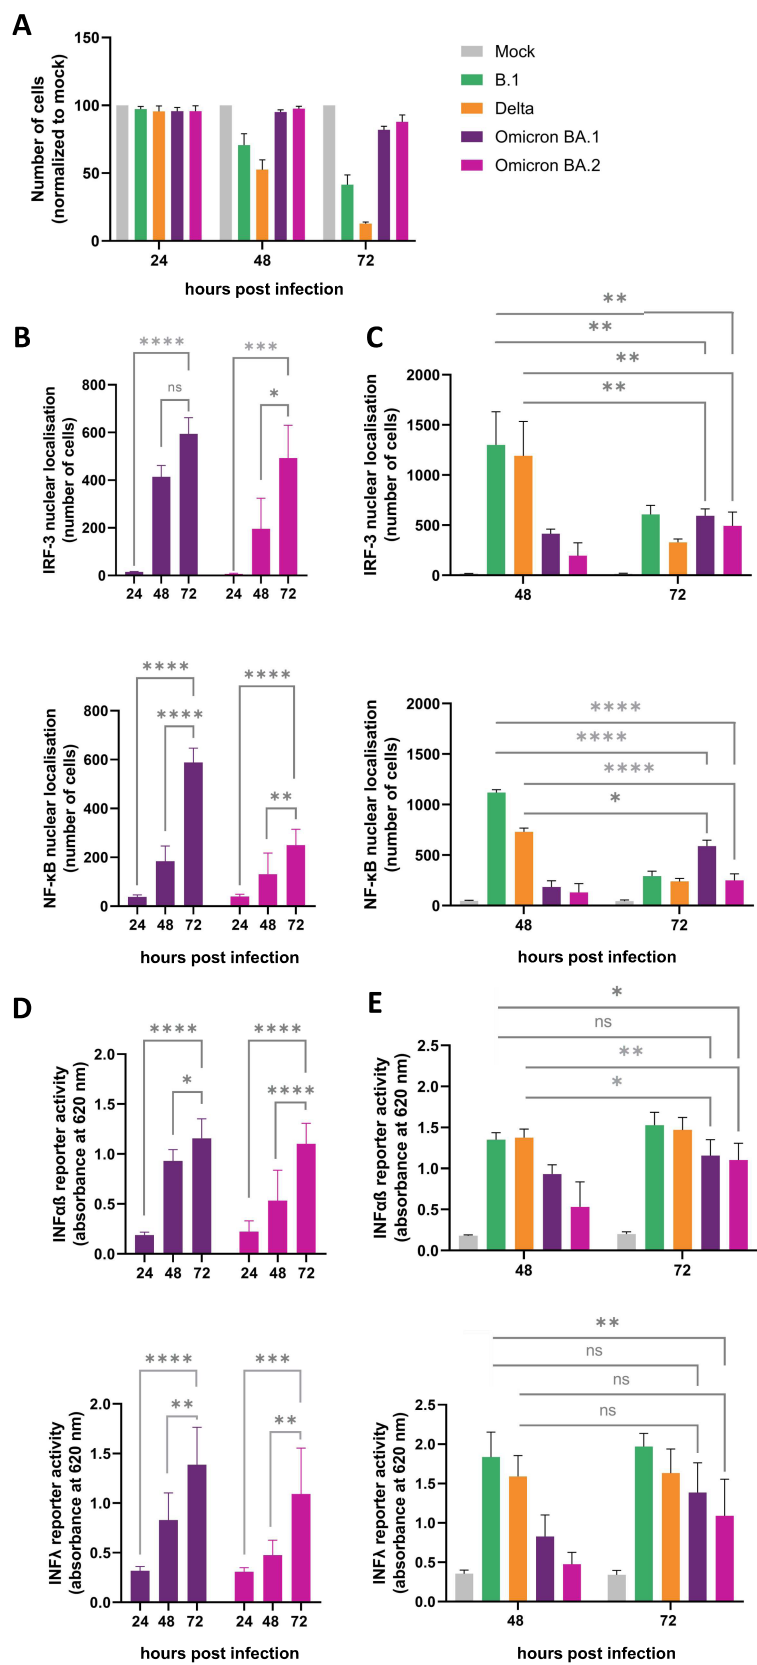 A
Number of cells
(normalized to mock)
150
100
50
0
24
48
72
hours post infection
Mock
B.1
Delta
Omicron BA.1
Omicron BA.2
B
IRF-3 nuclear localisation
(number of cells)
800
600
400
200
0
****
ns
***
*
24 48 72 24 48 72
C
IRF-3 nuclear localisation
(number of cells)
2000
1500
1000
500
0
**
**
**
**
48 72
NF-κB nuclear localisation
(number of cells)
800
600
400
200
0
****
****
****
**
24 48 72 24 48 72
hours post infection
NF-κB nuclear localisation
(number of cells)
2000
1500
1000
500
0
****
****
****
*
48 72
hours post infection
D
INFαß reporter activity
(absorbance at 620 nm)
2.0
1.5
1.0
0.5
0.0
****
*
****
****
24 48 72 24 48 72
E
INFαß reporter activity
(absorbance at 620 nm)
2.5
2.0
1.5
1.0
0.5
0.0
*
ns
**
*
48 72
INFλ reporter activity
(absorbance at 620 nm)
2.0
1.5
1.0
0.5
0.0
****
**
***
**
24 48 72 24 48 72
hours post infection
INFλ reporter activity
(absorbance at 620 nm)
2.5
2.0
1.5
1.0
0.5
0.0
**
ns
ns
ns
48 72
hours post infection